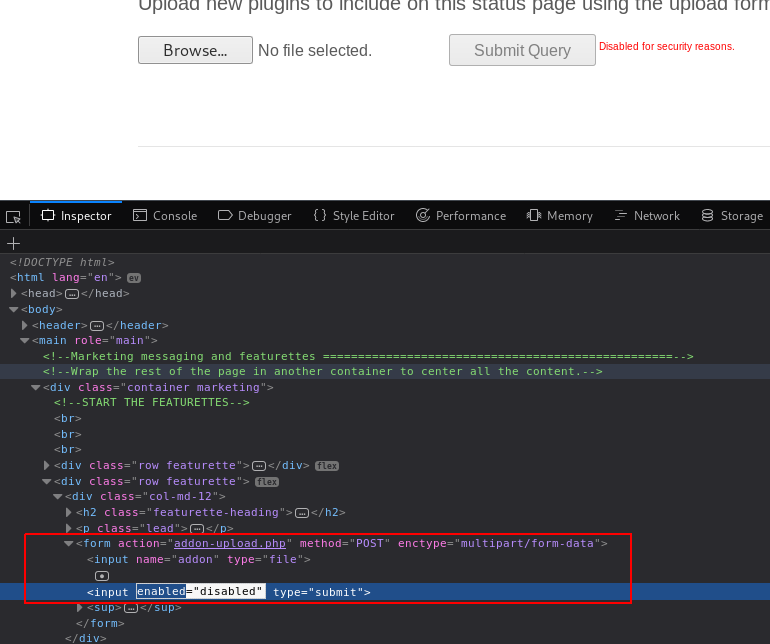 Upload new plugins to include on this status page using the upload form
Browse... No file selected. Submit Query Disabled for security reasons.
Inspector Console Debugger Style Editor Performance Memory Network Storage
<!DOCTYPE html>
<html lang="en"> ev
<head> … </head>
<body>
<header> … </header>
<main role="main">
<!--Marketing messaging and featurettes ==================================================-->
<!--Wrap the rest of the page in another container to center all the content.-->
<div class="container marketing">
<!--START THE FEATURETTES-->
<br>
<br>
<br>
<div class="row featurette"> … </div> flex
<div class="row featurette"> flex
<div class="col-md-12">
<h2 class="featurette-heading"> … </h2>
<p class="lead"> … </p>
<form action="addon-upload.php" method="POST" enctype="multipart/form-data">
<input name="addon" type="file">
<input enabled="disabled" type="submit">
<sup> … </sup>
</form>
</div>